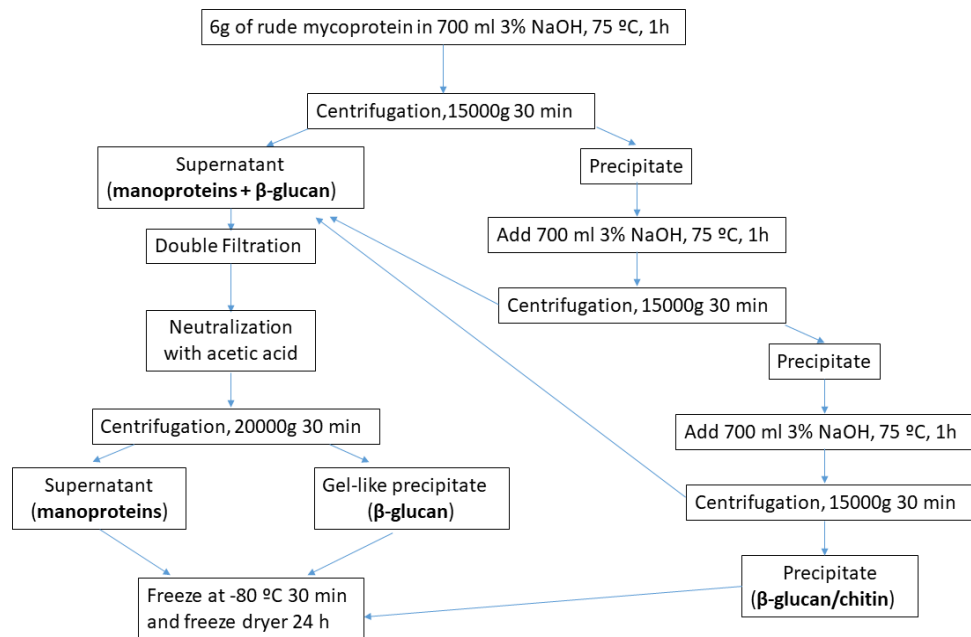 6g of rude mycoprotein in 700 ml 3% NaOH, 75 ºC, 1h
Centrifugation,15000g 30 min
Supernatant
(manoproteins + β-glucan)
Precipitate
Double Filtration
Add 700 ml 3% NaOH, 75 ºC, 1h
Centrifugation, 15000g 30 min
Neutralization
with acetic acid
Precipitate
Centrifugation, 20000g 30 min
Add 700 ml 3% NaOH, 75 ºC, 1h
Supernatant
(manoproteins)
Gel-like precipitate
(β-glucan)
Centrifugation, 15000g 30 min
Precipitate
(β-glucan/chitin)
Freeze at -80 ºC 30 min
and freeze dryer 24 h